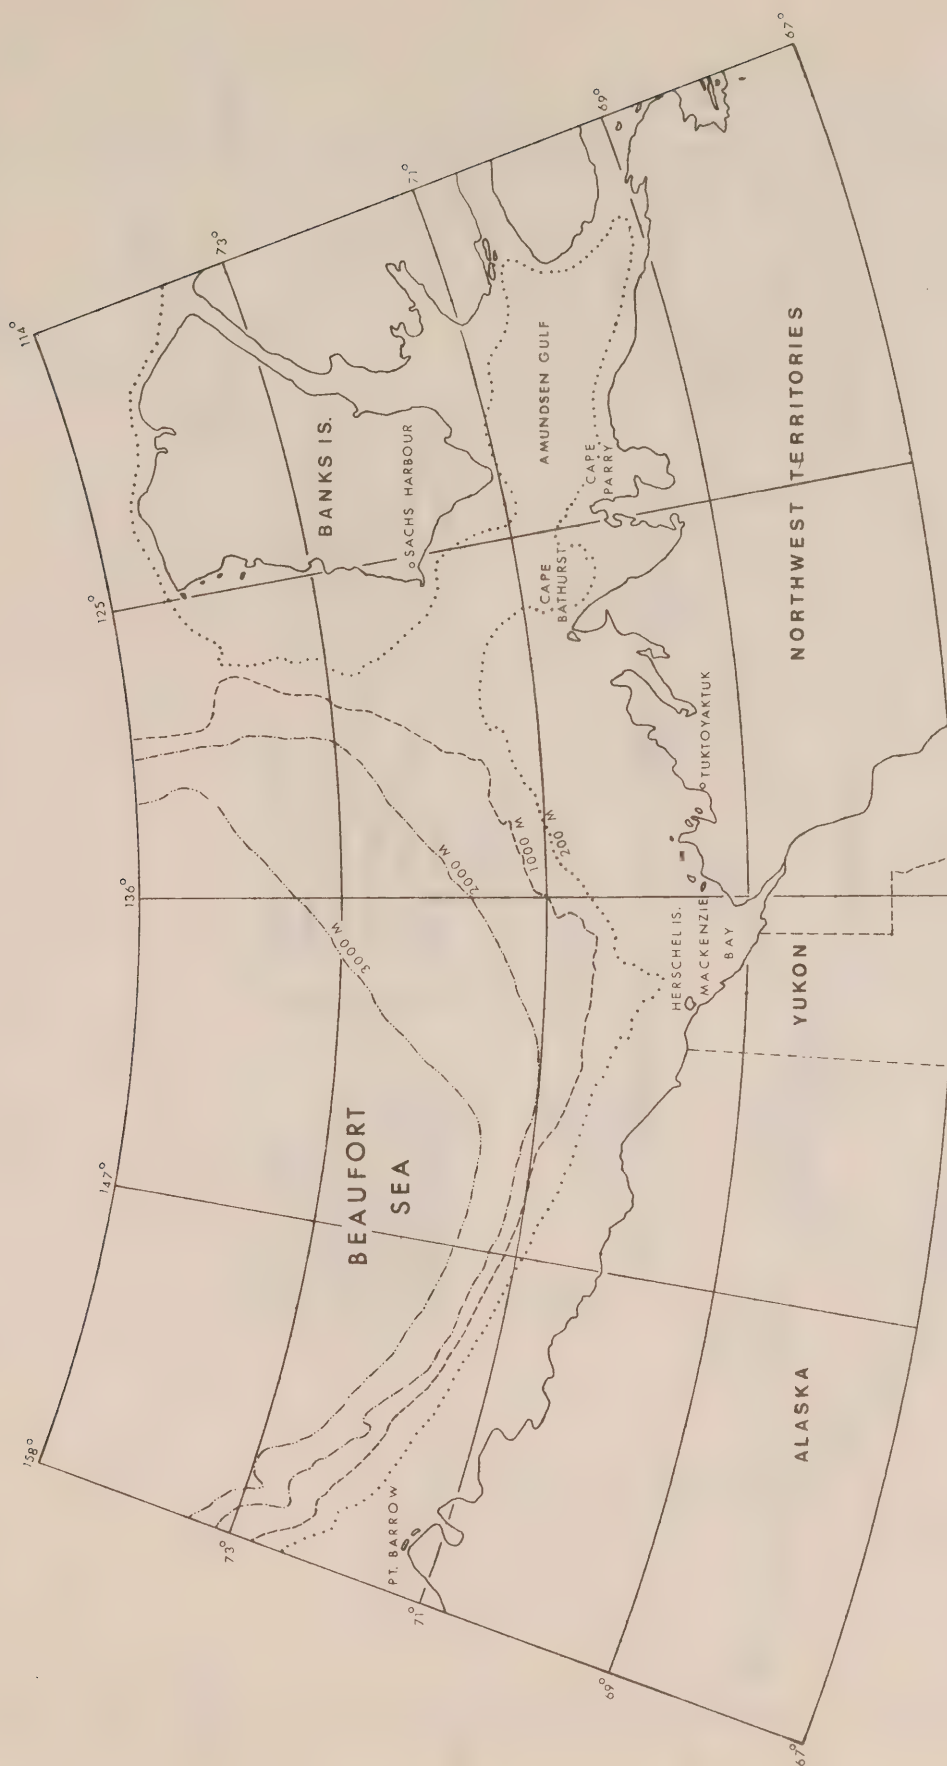 158°
147°
136°
125°
114°
73°
73°
71°
71°
69°
69°
67°
67°
BEAUFORT
SEA
3000 M
2000 M
1000 M
200 M
BANKS IS.
SACHS HARBOUR
AMUNDSEN GULF
CAPE
PARRY
CAPE
BATHURST
PT. BARROW
HERSCHEL IS.
MACKENZIE
BAY
TUKTOYAKTUK
ALASKA
YUKON
NORTHWEST TERRITORIES